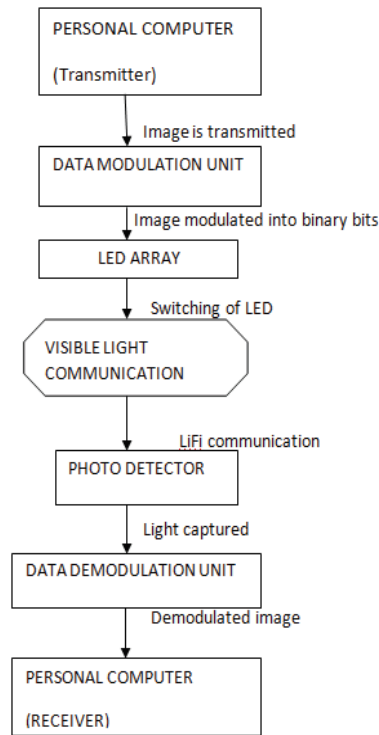 PERSONAL COMPUTER
(Transmitter)
Image is transmitted
DATA MODULATION UNIT
Image modulated into binary bits
LED ARRAY
Switching of LED
VISIBLE LIGHT
COMMUNICATION
LiFi communication
PHOTO DETECTOR
Light captured
DATA DEMODULATION UNIT
Demodulated image
PERSONAL COMPUTER
(RECEIVER)